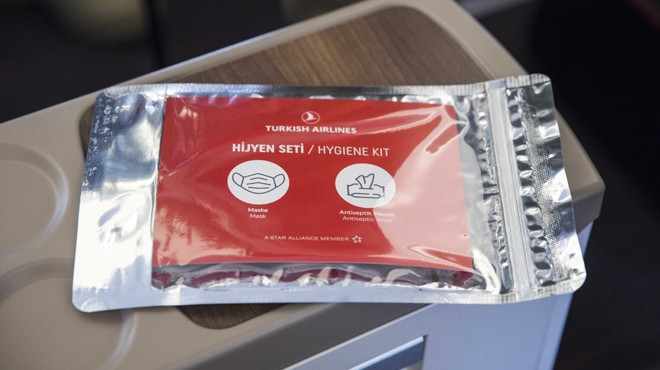 TURKISH AIRLINES
HİJYEN SETİ / HYGIENE KIT
Maske
Mask
Antiseptik Mendil
Antiseptic Wipe
A STAR ALLIANCE MEMBER